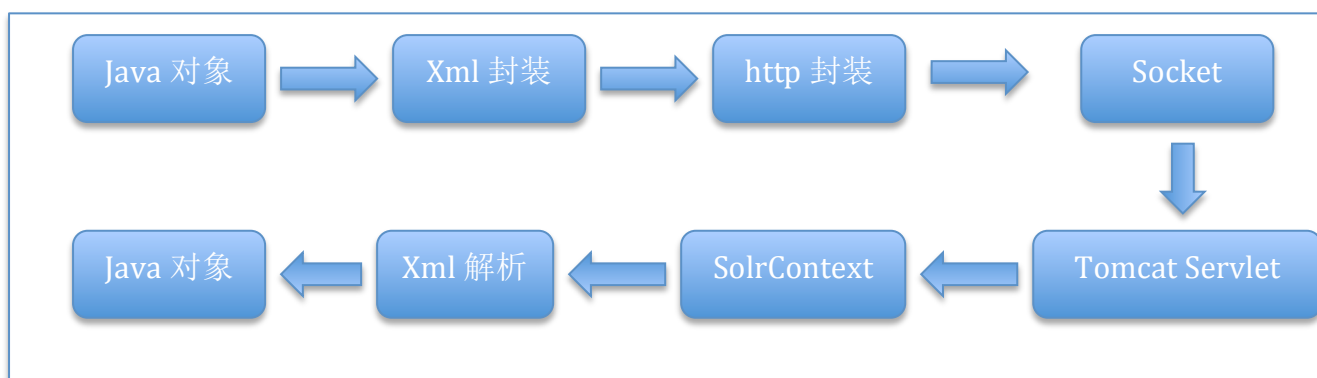 Java 对象
Xml 封装
http 封装
Socket
Java 对象
Xml 解析
SolrContext
Tomcat Servlet